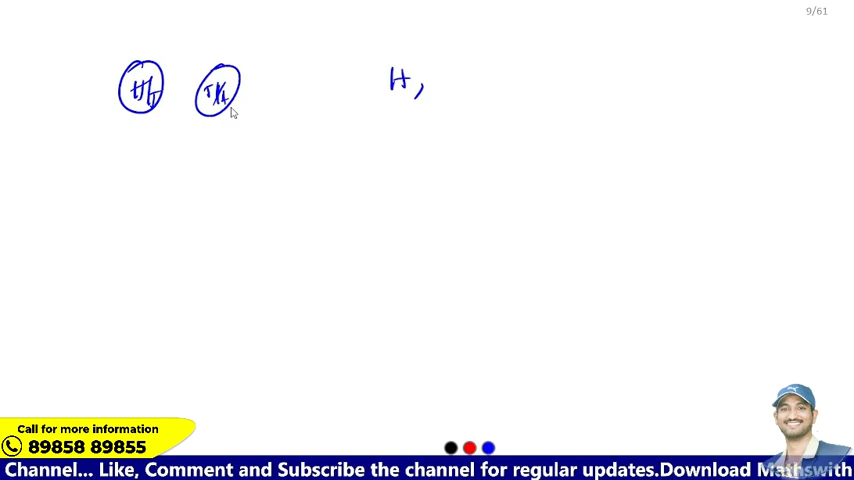 9/61
H/T T/H H,
Call for more information
89858 89855
Channel... Like, Comment and Subscribe the channel for regular updates.Download Mathswith